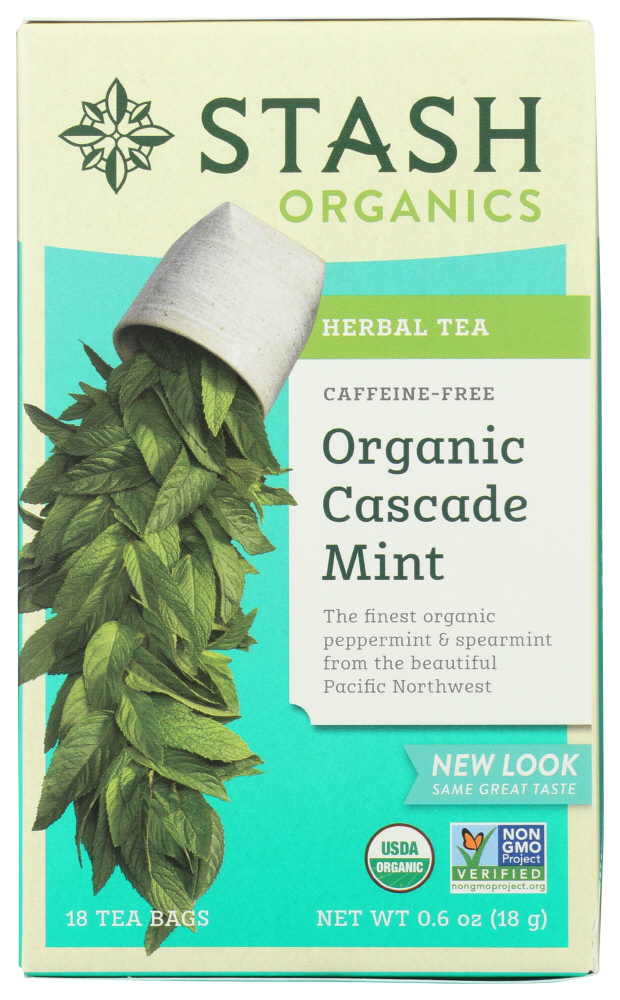 STASH
ORGANICS
HERBAL TEA
CAFFEINE-FREE
Organic
Cascade
Mint
The finest organic
peppermint & spearmint
from the beautiful
Pacific Northwest
NEW LOOK
SAME GREAT TASTE
USDA
ORGANIC
NON
GMO
Project
VERIFIED
nongmoproject.org
18 TEA BAGS
NET WT 0.6 oz (18 g)